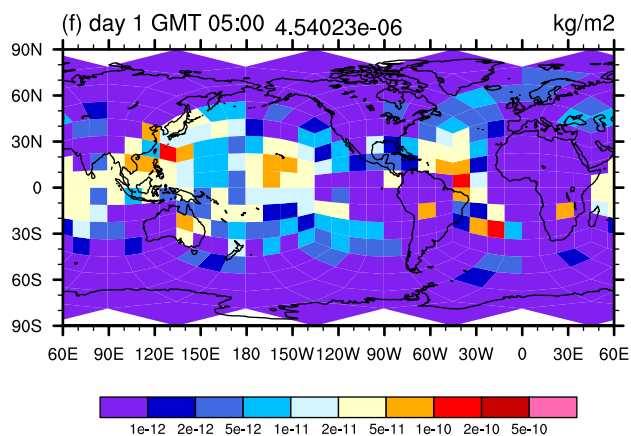 (f) day 1 GMT 05:00 4.54023e-06 kg/m2
90N
60N
30N
0
30S
60S
90S
60E 90E 120E 150E 180 150W 120W 90W 60W 30W 0 30E 60E
1e-12 2e-12 5e-12 1e-11 2e-11 5e-11 1e-10 2e-10 5e-10